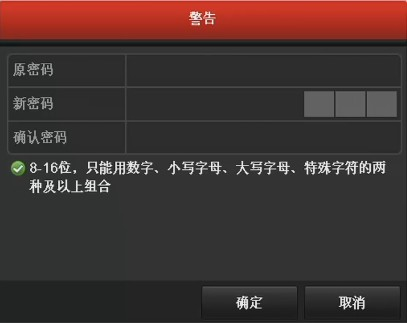 警告
原密码
新密码
确认密码
8-16位，只能用数字、小写字母、大写字母、特殊字符的两
种及以上组合
确定
取消